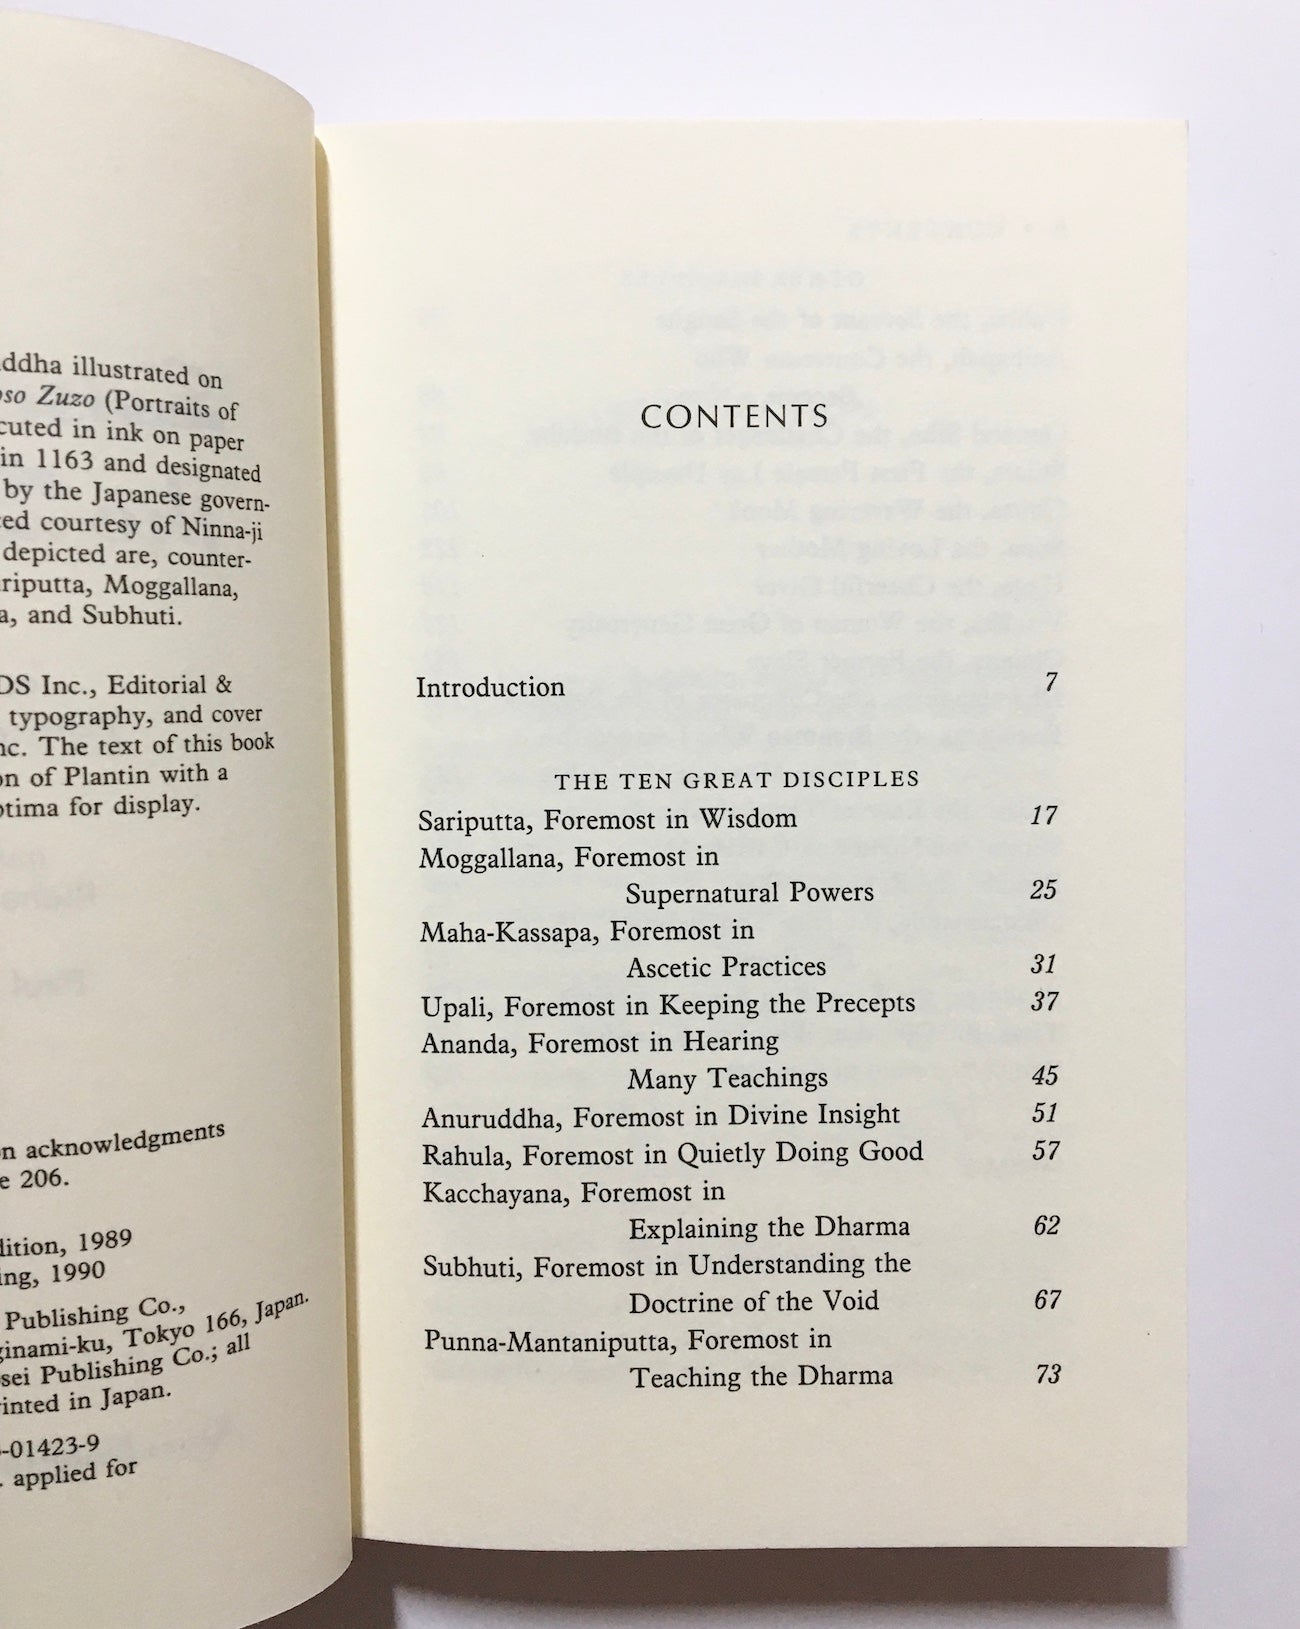 ddha illustrated on
oso Zuzo (Portraits of
cuted in ink on paper
in 1163 and designated
by the Japanese govern-
ed courtesy of Ninna-ji
depicted are, counter-
riputta, Moggallana,
a, and Subhuti.
DS Inc., Editorial &
typography, and cover
nc. The text of this book
on of Plantin with a
ptima for display.
n acknowledgments
e 206.
dition, 1989
ing, 1990
Publishing Co.,
ginami-ku, Tokyo 166, Japan.
sei Publishing Co.; all
rinted in Japan.
-01423-9
. applied for
CONTENTS
Introduction 7
THE TEN GREAT DISCIPLES
Sariputta, Foremost in Wisdom 17
Moggallana, Foremost in
Supernatural Powers 25
Maha-Kassapa, Foremost in
Ascetic Practices 31
Upali, Foremost in Keeping the Precepts 37
Ananda, Foremost in Hearing
Many Teachings 45
Anuruddha, Foremost in Divine Insight 51
Rahula, Foremost in Quietly Doing Good 57
Kacchayana, Foremost in
Explaining the Dharma 62
Subhuti, Foremost in Understanding the
Doctrine of the Void 67
Punna-Mantaniputta, Foremost in
Teaching the Dharma 73